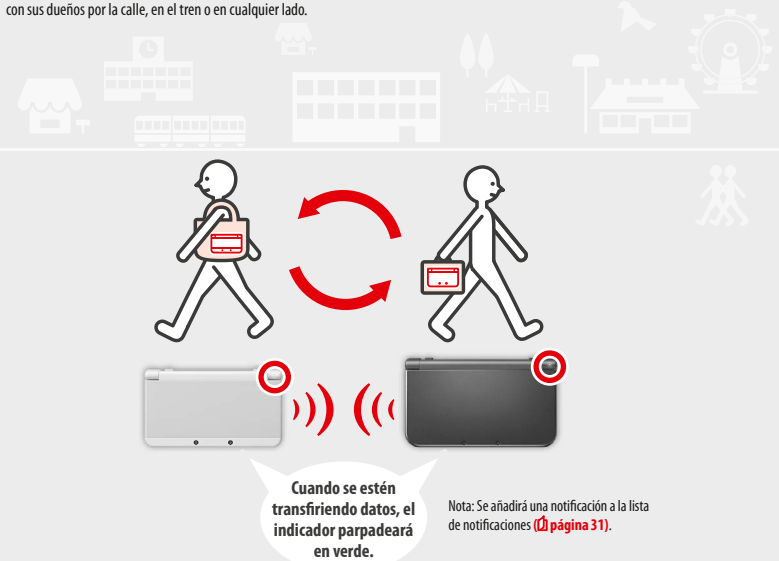 con sus dueños por la calle, en el tren o en cualquier lado.
Cuando se estén
transfiriendo datos, el
indicador parpadeará
en verde.
Nota: Se añadirá una notificación a la lista
de notificaciones (página 31).